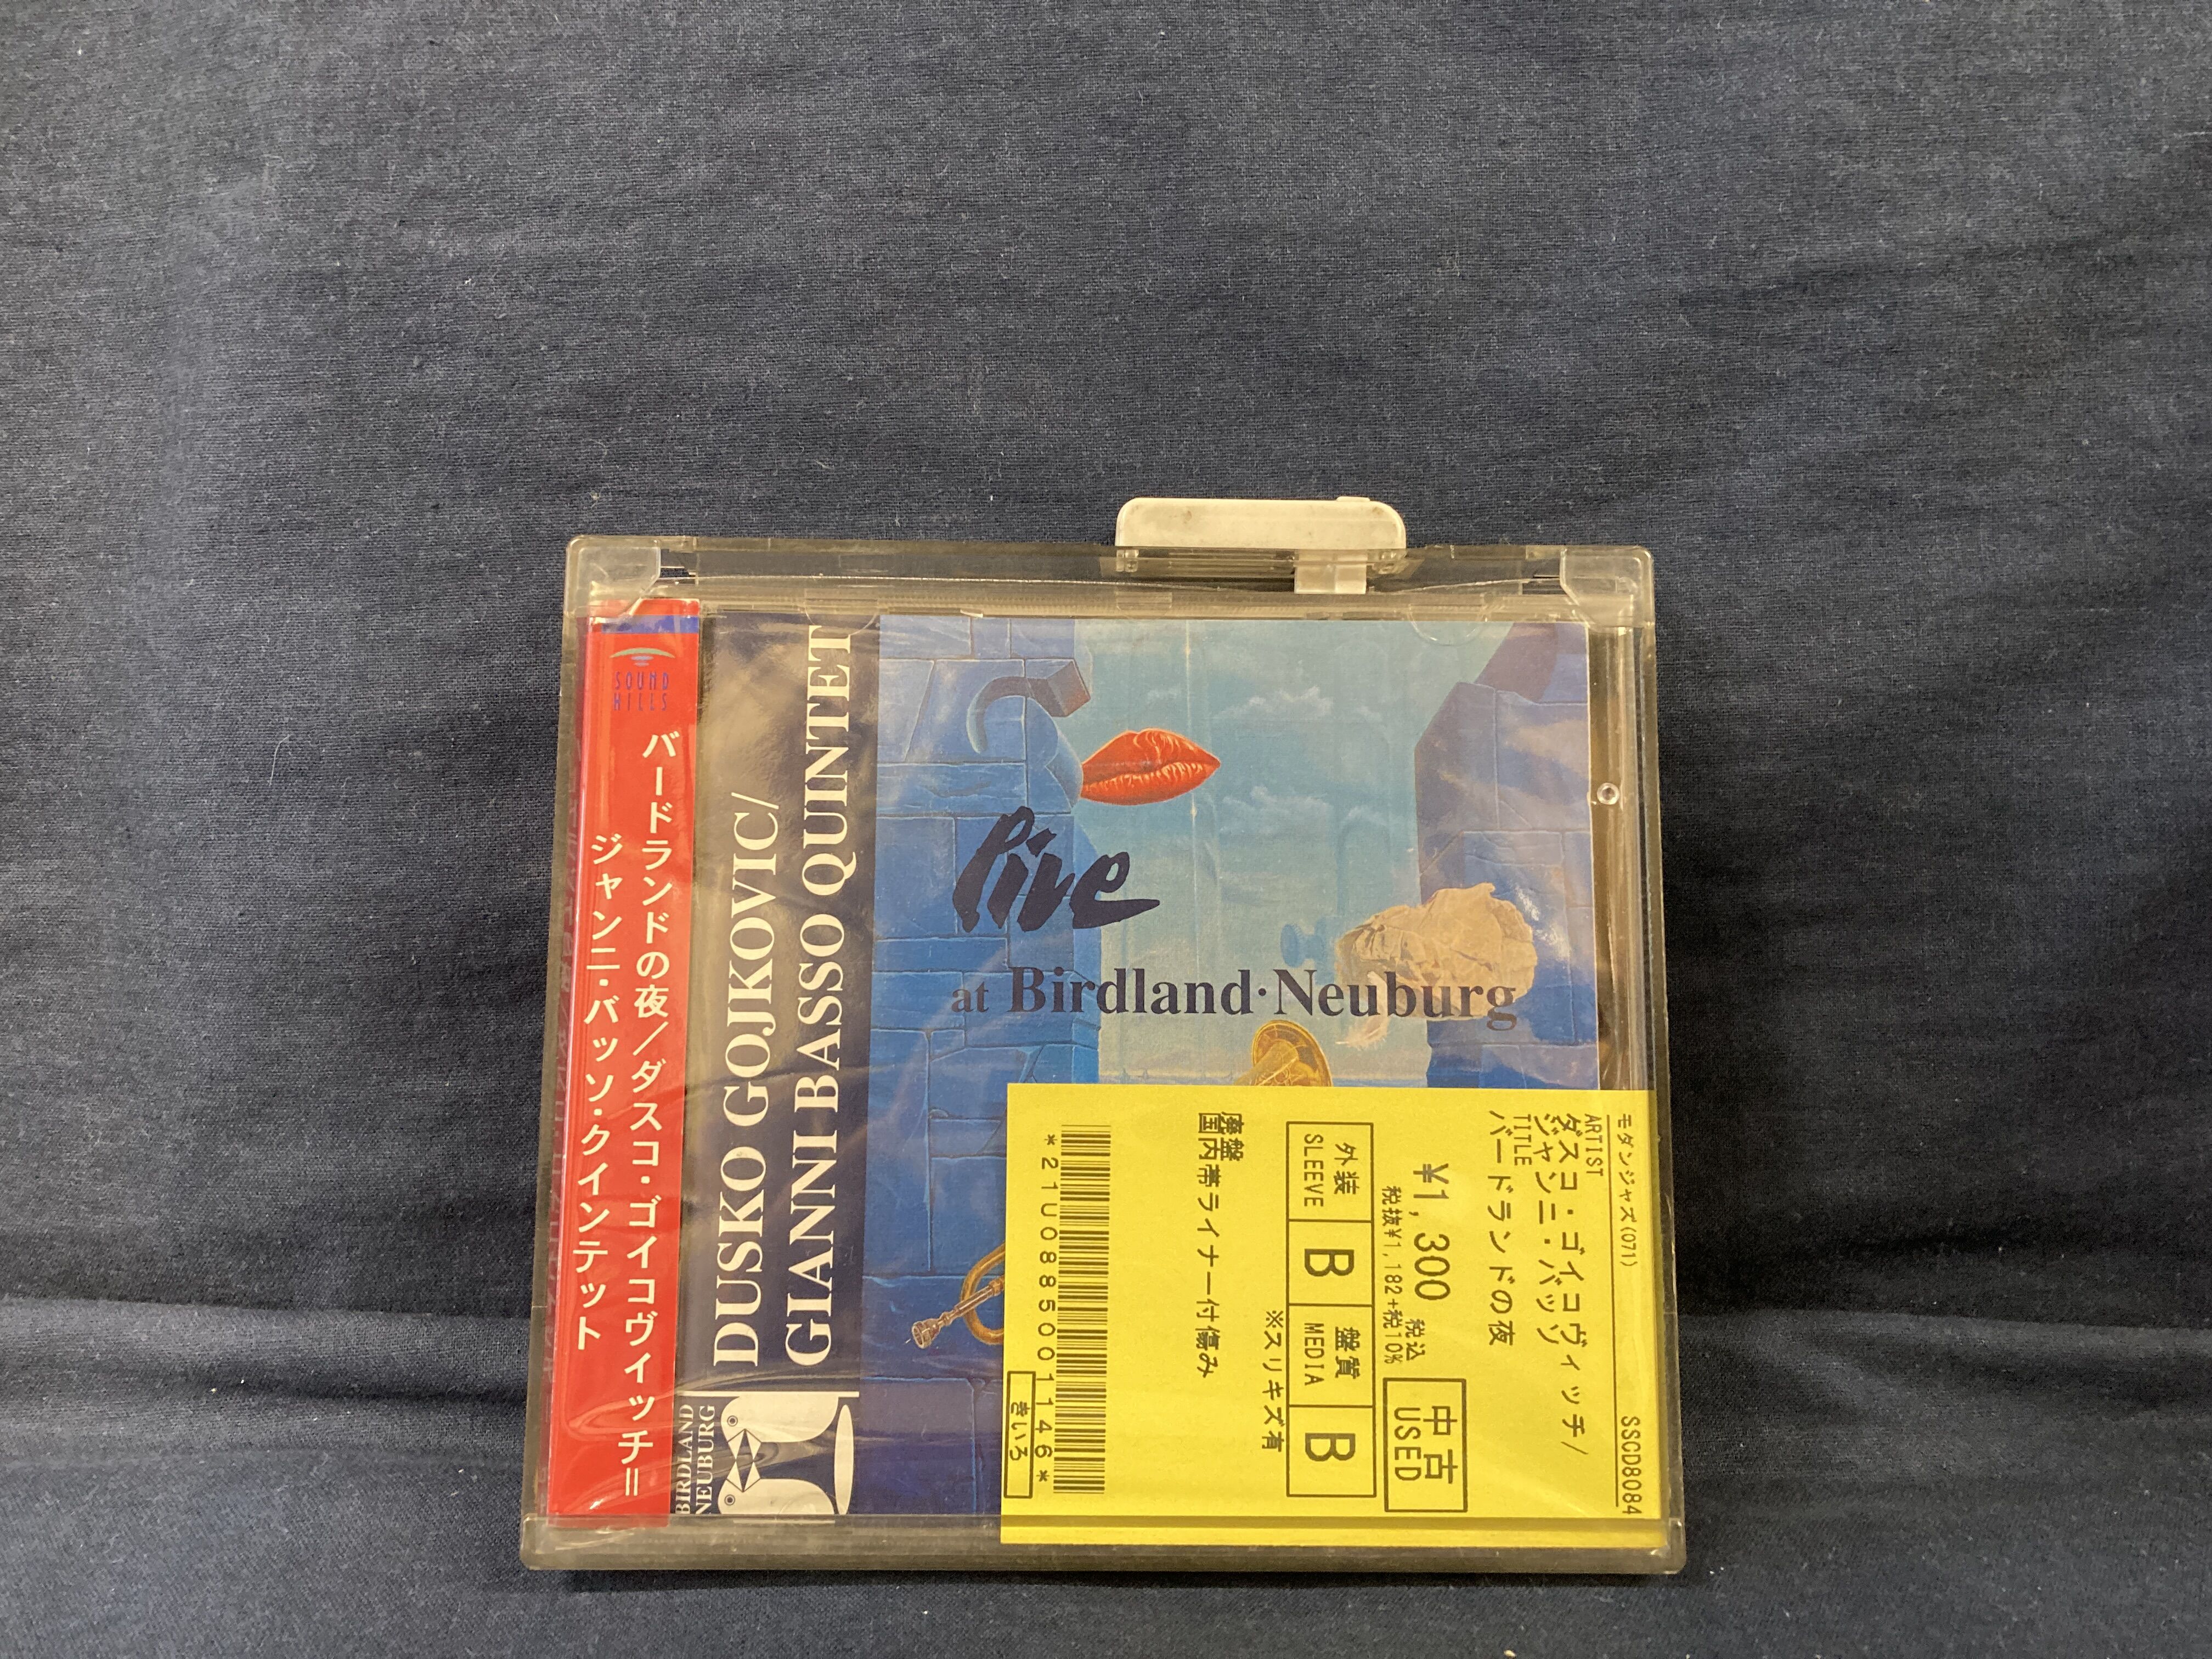 SOUND
HILLS
バードランドの夜／ダスコ・ゴイコヴィッチ＝
ジャンニ・バッソ・クインテット
DUSKO GOJKOVIC/
GIANNI BASSO QUINTET
BIRDLAND
NEUBURG
live
at Birdland·Neuburg
モダンジャズ(071) SSCD8084
ARTIST
ダスコ・ゴイコヴィッチ/
ジャンニ・バッソ
TITLE
バードランドの夜
¥1,300 税込
税抜¥1,182+税10%
中古
USED
外装
SLEEVE
B
盤質
MEDIA
B
※スリキズ有
廃盤
国内帯ライナー付傷み
*21U0885001146*
きいろ